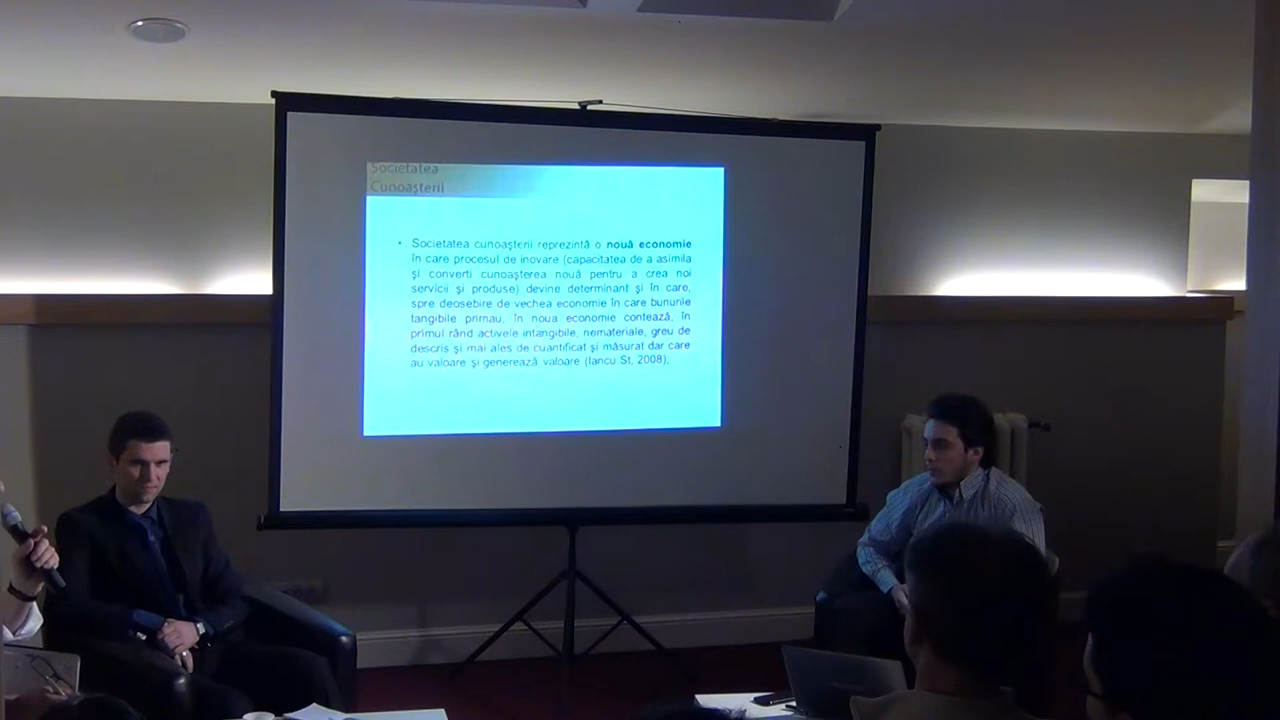 Societatea
Cunoașterii
• Societatea cunoașterii reprezintă o nouă economie
în care procesul de inovare (capacitatea de a asimila
și converti cunoașterea nouă pentru a crea noi
servicii și produse) devine determinant și în care,
spre deosebire de vechea economie în care bunurile
tangibile primau, în noua economie contează, în
primul rând activele intangibile, nemateriale, greu de
descris și mai ales de cuantificat și măsurat dar care
au valoare și generează valoare (Iancu St, 2008);